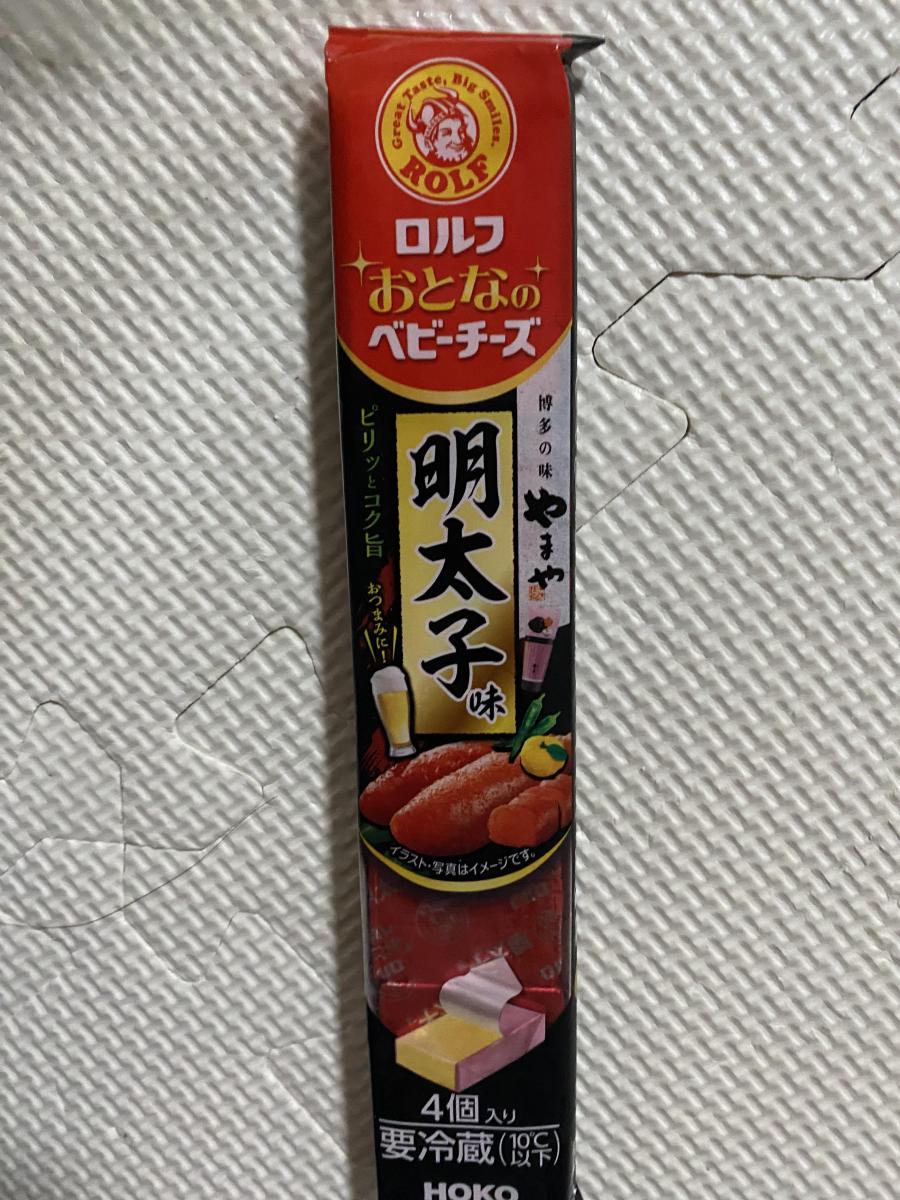 Great Taste, Big Smiles.
ROLF
ロルフ
おとなの
ベビーチーズ
博多の味
やまや
ピリッとコク旨
おつまみに!
明太子味
イラスト・写真はイメージです。
4個入り
要冷蔵(10℃以下)
HOKO